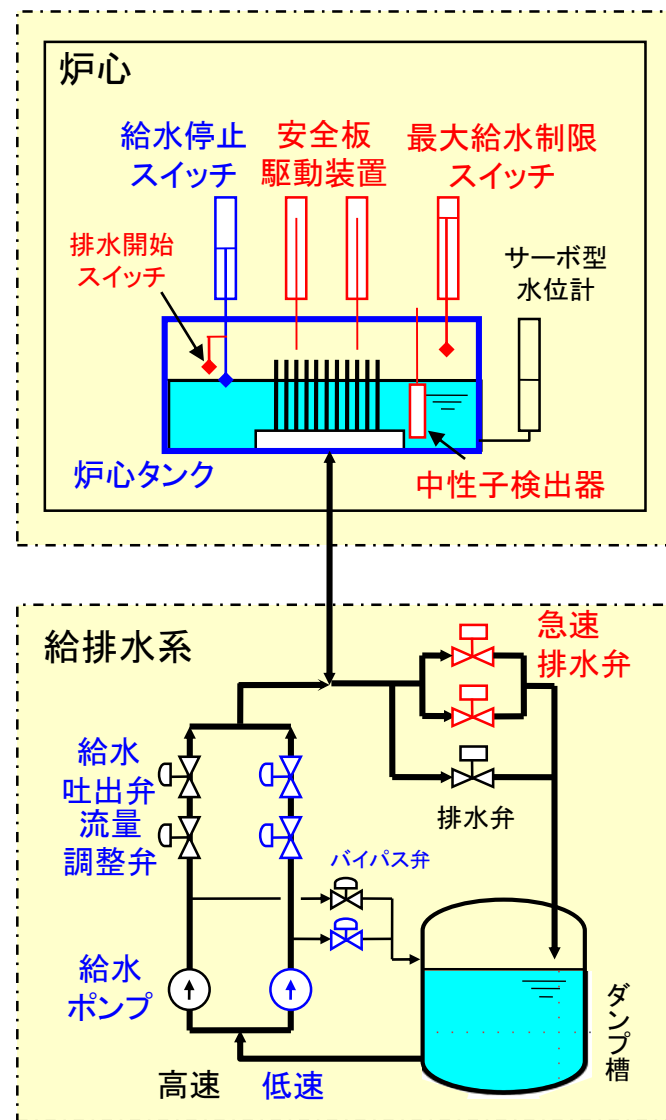 炉心
給水停止
スイッチ
安全板
駆動装置
最大給水制限
スイッチ
排水開始
スイッチ
サーボ型
水位計
炉心タンク
中性子検出器
給排水系
急速
排水弁
給水
吐出弁
流量
調整弁
排水弁
バイパス弁
給水
ポンプ
ダンプ槽
高速
低速